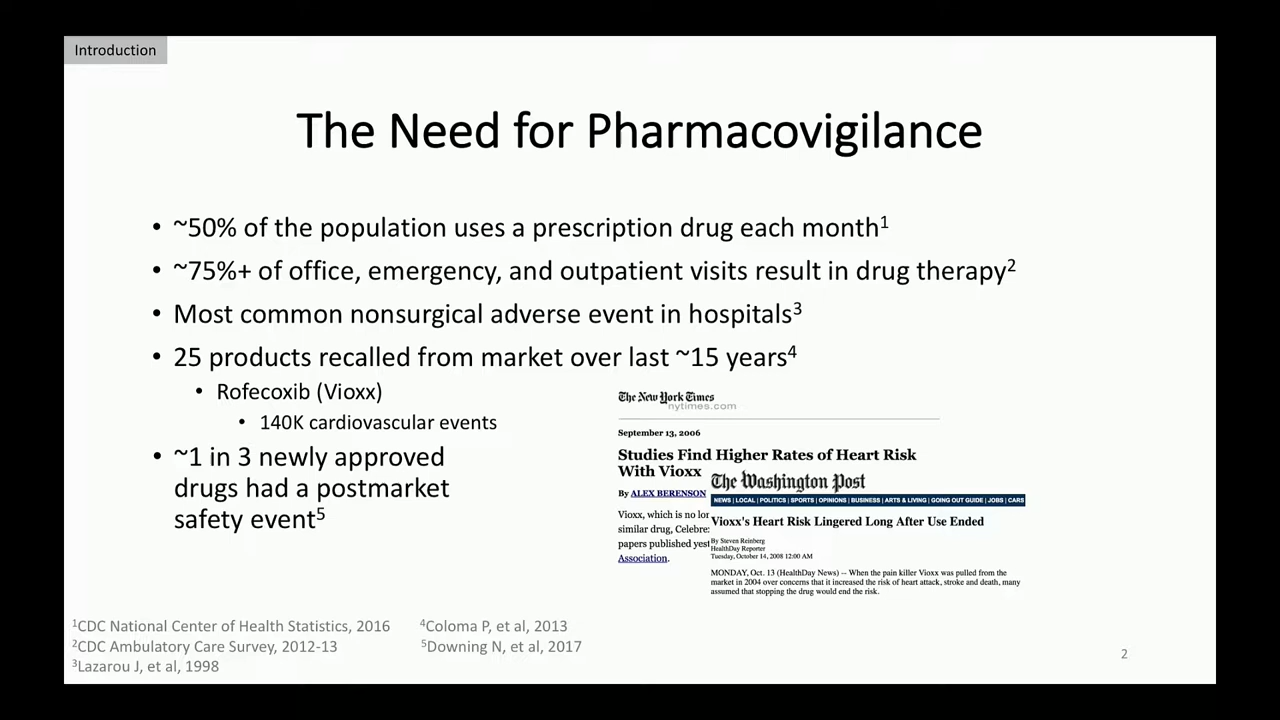 Introduction
The Need for Pharmacovigilance
• ~50% of the population uses a prescription drug each month¹
• ~75%+ of office, emergency, and outpatient visits result in drug therapy²
• Most common nonsurgical adverse event in hospitals³
• 25 products recalled from market over last ~15 years⁴
• Rofecoxib (Vioxx)
• 140K cardiovascular events
• ~1 in 3 newly approved
drugs had a postmarket
safety event⁵
The New York Times
nytimes.com
September 13, 2006
Studies Find Higher Rates of Heart Risk
With Vioxx
By ALEX BERENSON
Vioxx, which is no lor
similar drug, Celebre
papers published yest
Association.
The Washington Post
NEWS | LOCAL | POLITICS | SPORTS | OPINIONS | BUSINESS | ARTS & LIVING | GOING OUT GUIDE | JOBS | CARS
Vioxx's Heart Risk Lingered Long After Use Ended
By Steven Reinberg
HealthDay Reporter
Tuesday, October 14, 2008 12:00 AM
MONDAY, Oct. 13 (HealthDay News) -- When the pain killer Vioxx was pulled from the
market in 2004 over concerns that it increased the risk of heart attack, stroke and death, many
assumed that stopping the drug would end the risk.
¹CDC National Center of Health Statistics, 2016
²CDC Ambulatory Care Survey, 2012-13
³Lazarou J, et al, 1998
⁴Coloma P, et al, 2013
⁵Downing N, et al, 2017
2